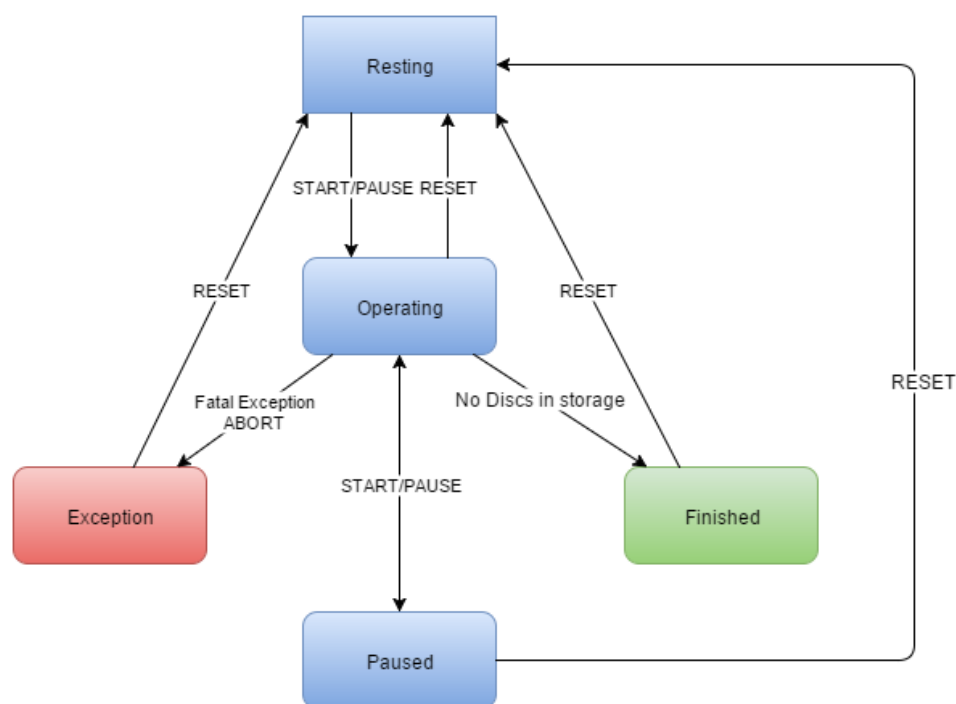 Resting
START/PAUSE
RESET
RESET
Operating
RESET
RESET
Fatal Exception
ABORT
No Discs in storage
START/PAUSE
Exception
Finished
Paused